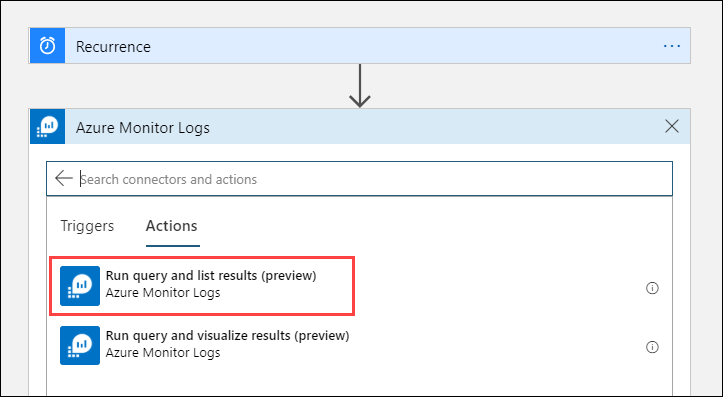 Recurrence
Azure Monitor Logs
Search connectors and actions
Triggers Actions
Run query and list results (preview)
Azure Monitor Logs
Run query and visualize results (preview)
Azure Monitor Logs